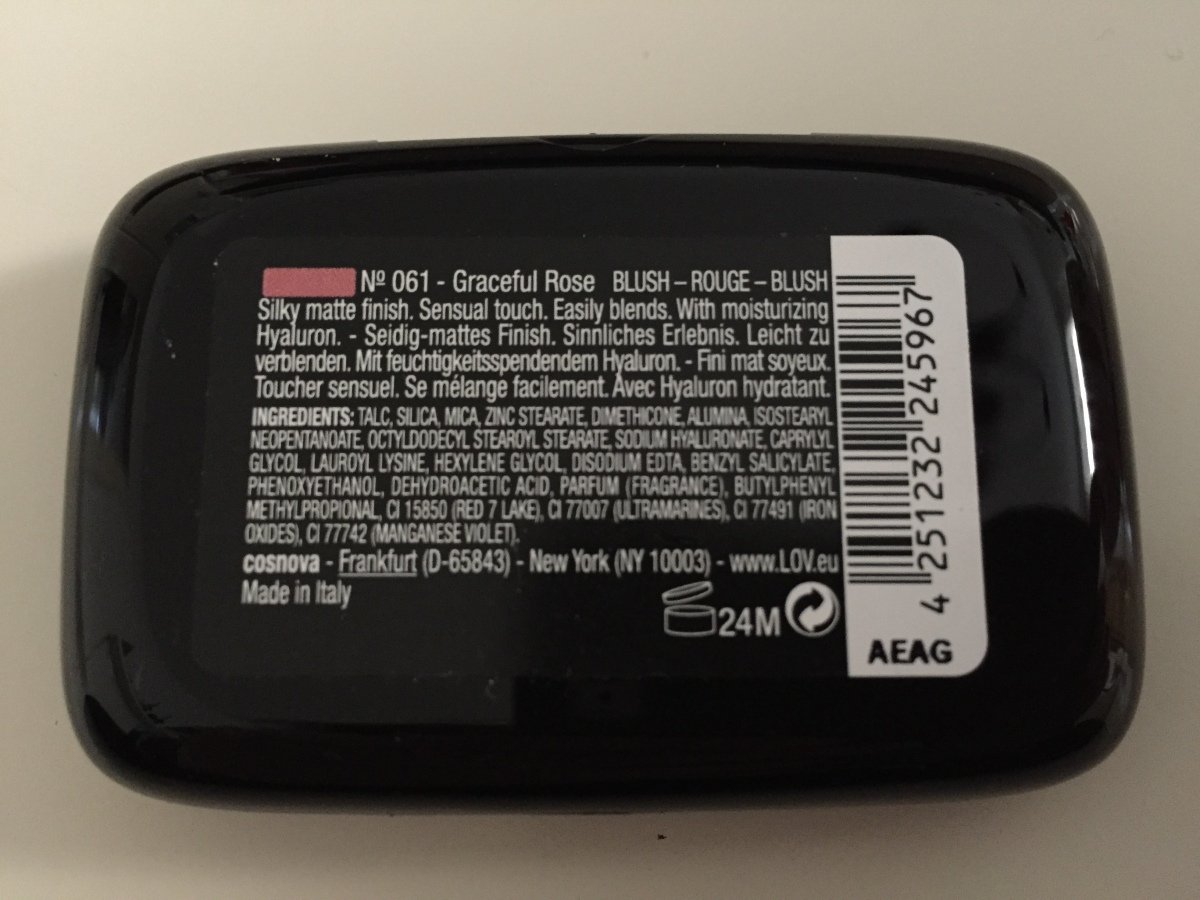 Nº 061 - Graceful Rose BLUSH – ROUGE – BLUSH
Silky matte finish. Sensual touch. Easily blends. With moisturizing
Hyaluron. - Seidig-mattes Finish. Sinnliches Erlebnis. Leicht zu
verblenden. Mit feuchtigkeitsspendendem Hyaluron. - Fini mat soyeux.
Toucher sensuel. Se mélange facilement. Avec Hyaluron hydratant.
INGREDIENTS: TALC, SILICA, MICA, ZINC STEARATE, DIMETHICONE, ALUMINA, ISOSTEARYL
NEOPENTANOATE, OCTYLDODECYL STEAROYL STEARATE, SODIUM HYALURONATE, CAPRYLYL
GLYCOL, LAUROYL LYSINE, HEXYLENE GLYCOL, DISODIUM EDTA, BENZYL SALICYLATE,
PHENOXYETHANOL, DEHYDROACETIC ACID, PARFUM (FRAGRANCE), BUTYLPHENYL
METHYLPROPIONAL, CI 15850 (RED 7 LAKE), CI 77007 (ULTRAMARINES), CI 77491 (IRON
OXIDES), CI 77742 (MANGANESE VIOLET).
cosnova - Frankfurt (D-65843) - New York (NY 10003) - www.LOV.eu
Made in Italy
24M
4 251232 245967
AEAG